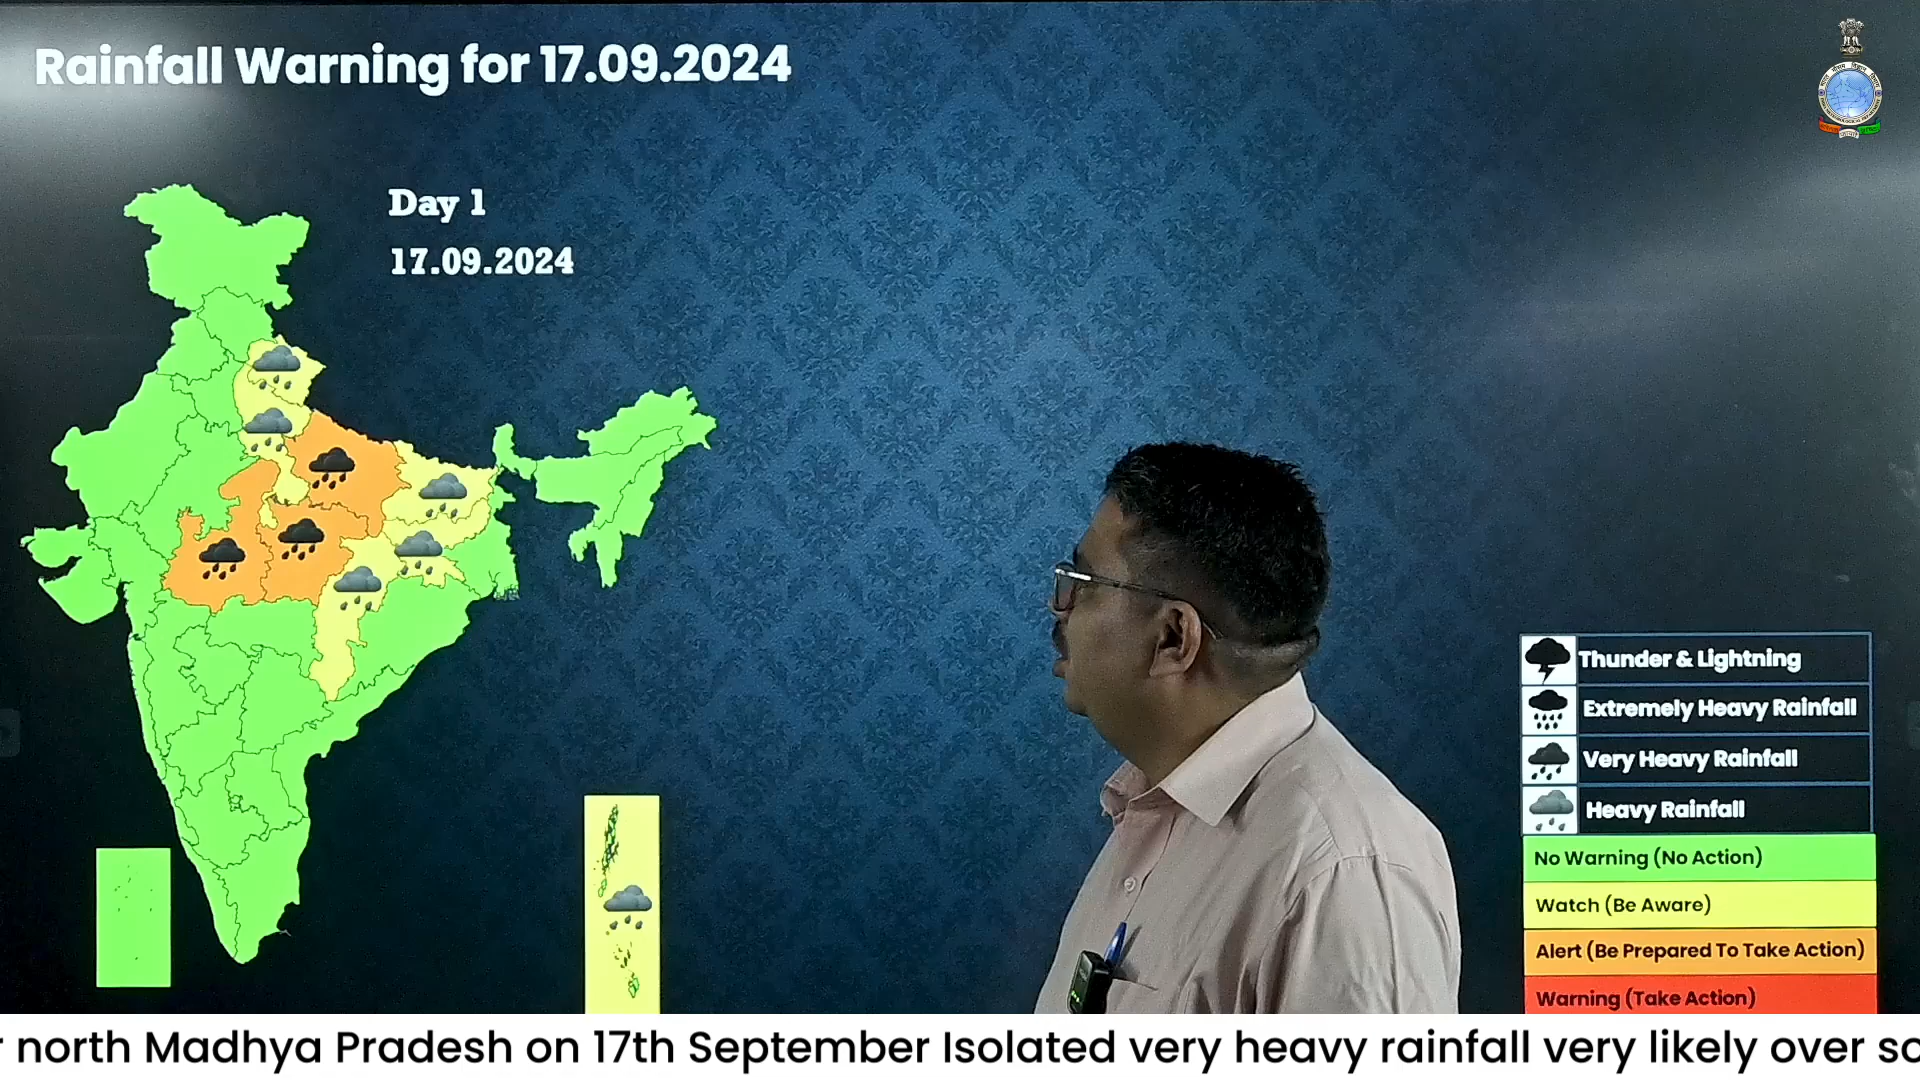 Rainfall Warning for 17.09.2024
Day 1
17.09.2024
Thunder & Lightning
Extremely Heavy Rainfall
Very Heavy Rainfall
Heavy Rainfall
No Warning (No Action)
Watch (Be Aware)
Alert (Be Prepared To Take Action)
Warning (Take Action)
north Madhya Pradesh on 17th September Isolated very heavy rainfall very likely over